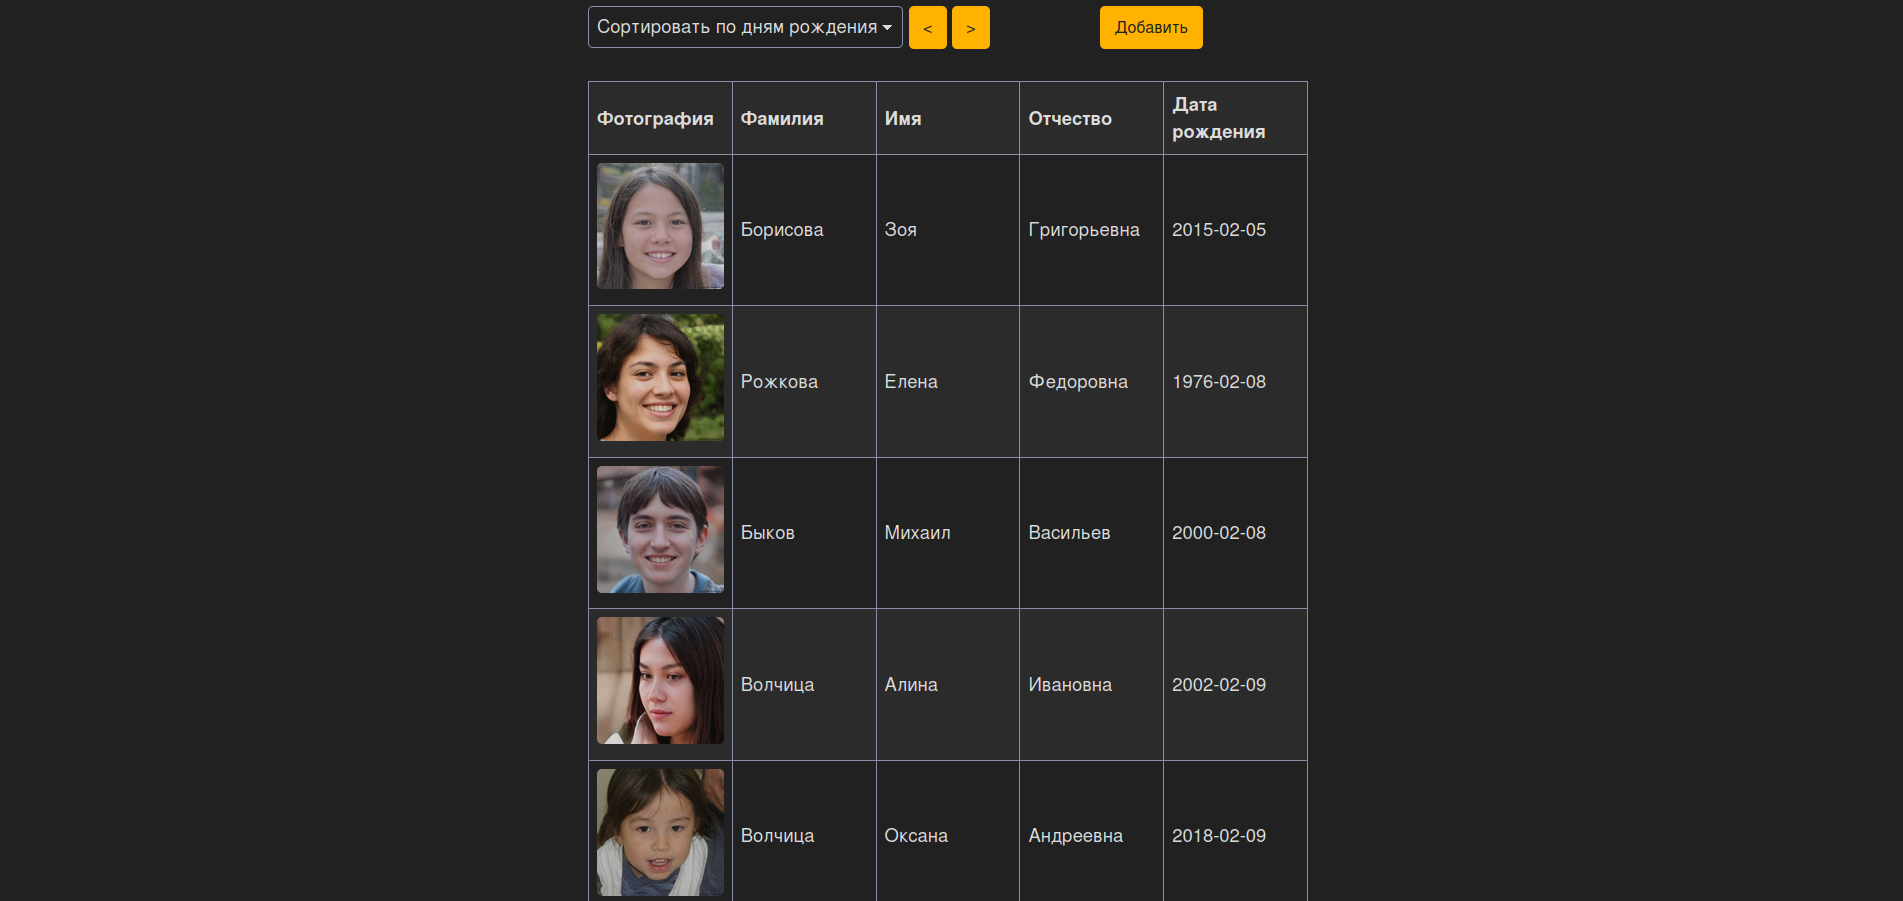 Сортировать по дням рождения < > Добавить
Фотография Фамилия Имя Отчество Дата рождения
Борисова Зоя Григорьевна 2015-02-05
Рожкова Елена Федоровна 1976-02-08
Быков Михаил Васильев 2000-02-08
Волчица Алина Ивановна 2002-02-09
Волчица Оксана Андреевна 2018-02-09